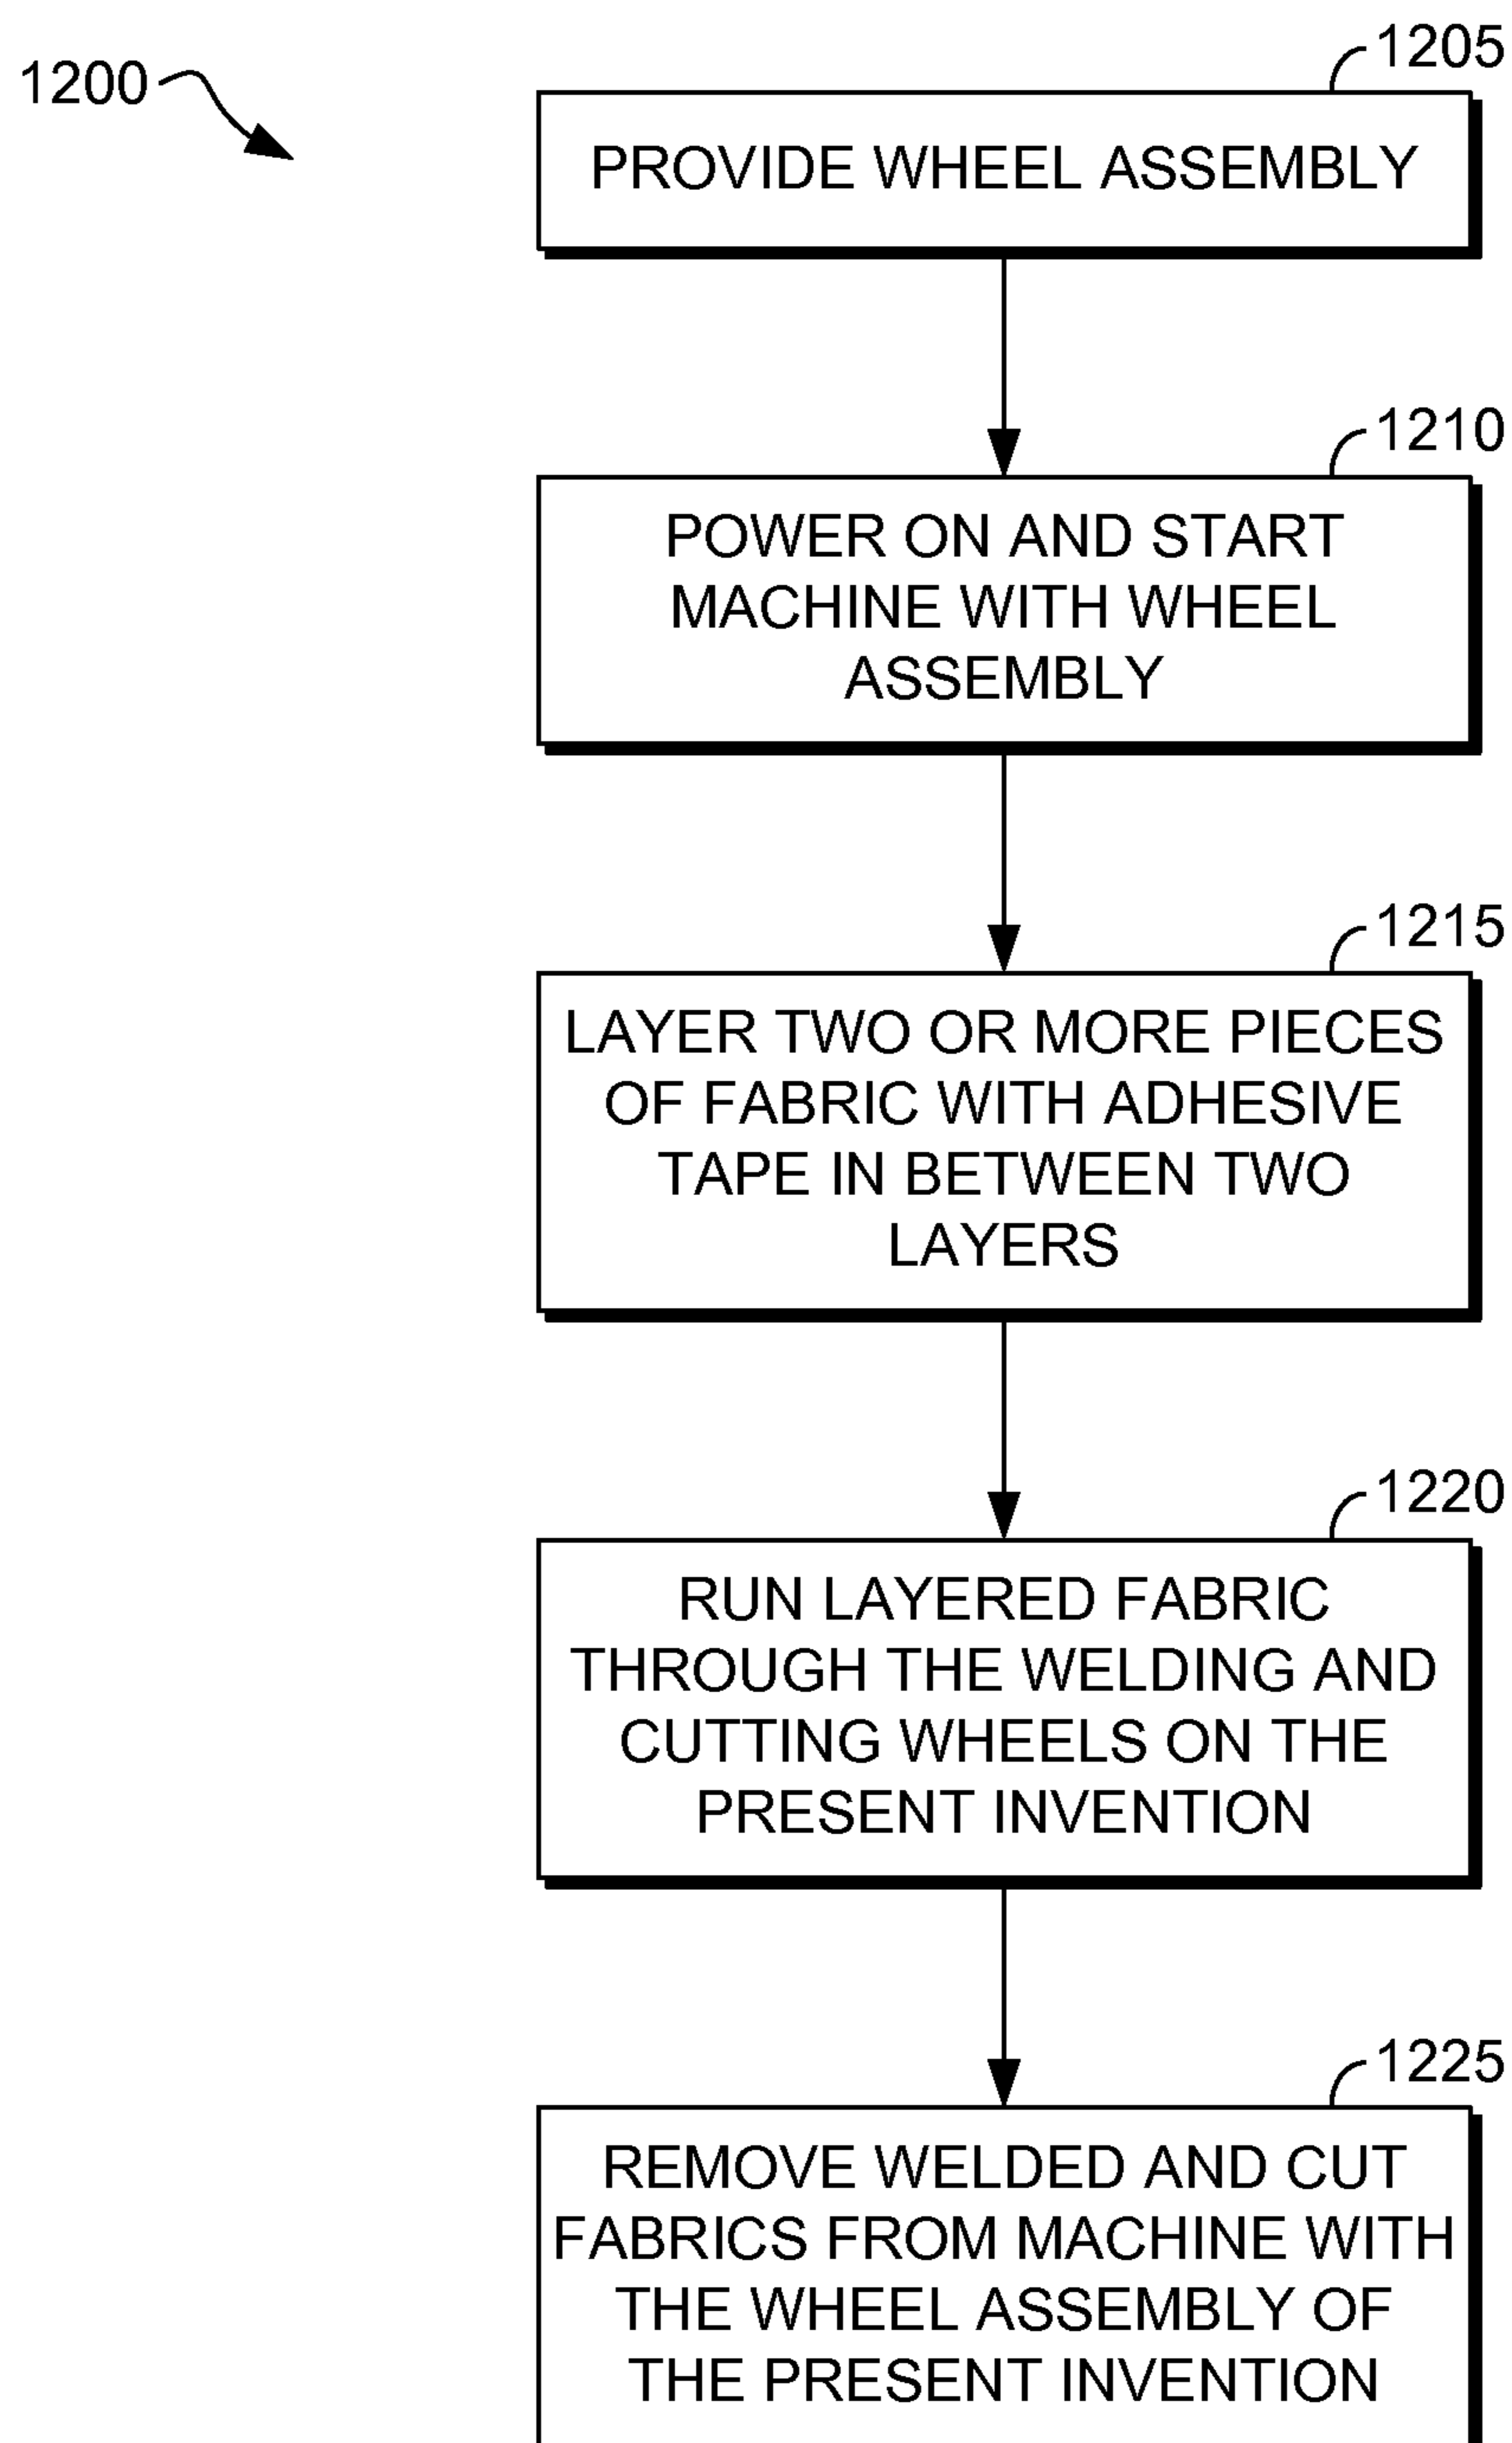 1200
1205
PROVIDE WHEEL ASSEMBLY
1210
POWER ON AND START
MACHINE WITH WHEEL
ASSEMBLY
1215
LAYER TWO OR MORE PIECES
OF FABRIC WITH ADHESIVE
TAPE IN BETWEEN TWO
LAYERS
1220
RUN LAYERED FABRIC
THROUGH THE WELDING AND
CUTTING WHEELS ON THE
PRESENT INVENTION
1225
REMOVE WELDED AND CUT
FABRICS FROM MACHINE WITH
THE WHEEL ASSEMBLY OF
THE PRESENT INVENTION